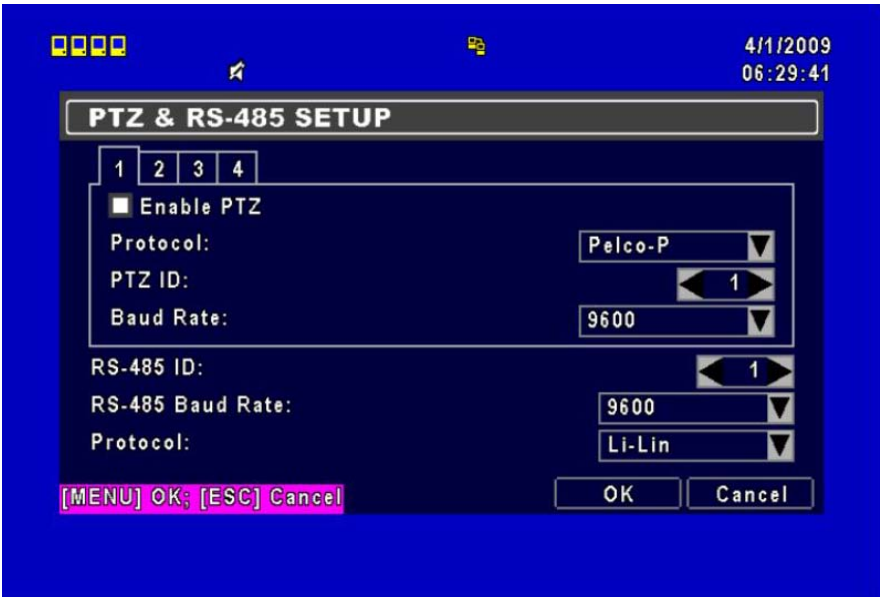 4/1/2009
06:29:41
PTZ & RS-485 SETUP
1 2 3 4
Enable PTZ
Protocol: Pelco-P
PTZ ID: 1
Baud Rate: 9600
RS-485 ID: 1
RS-485 Baud Rate: 9600
Protocol: Li-Lin
[MENU] OK; [ESC] Cancel OK Cancel